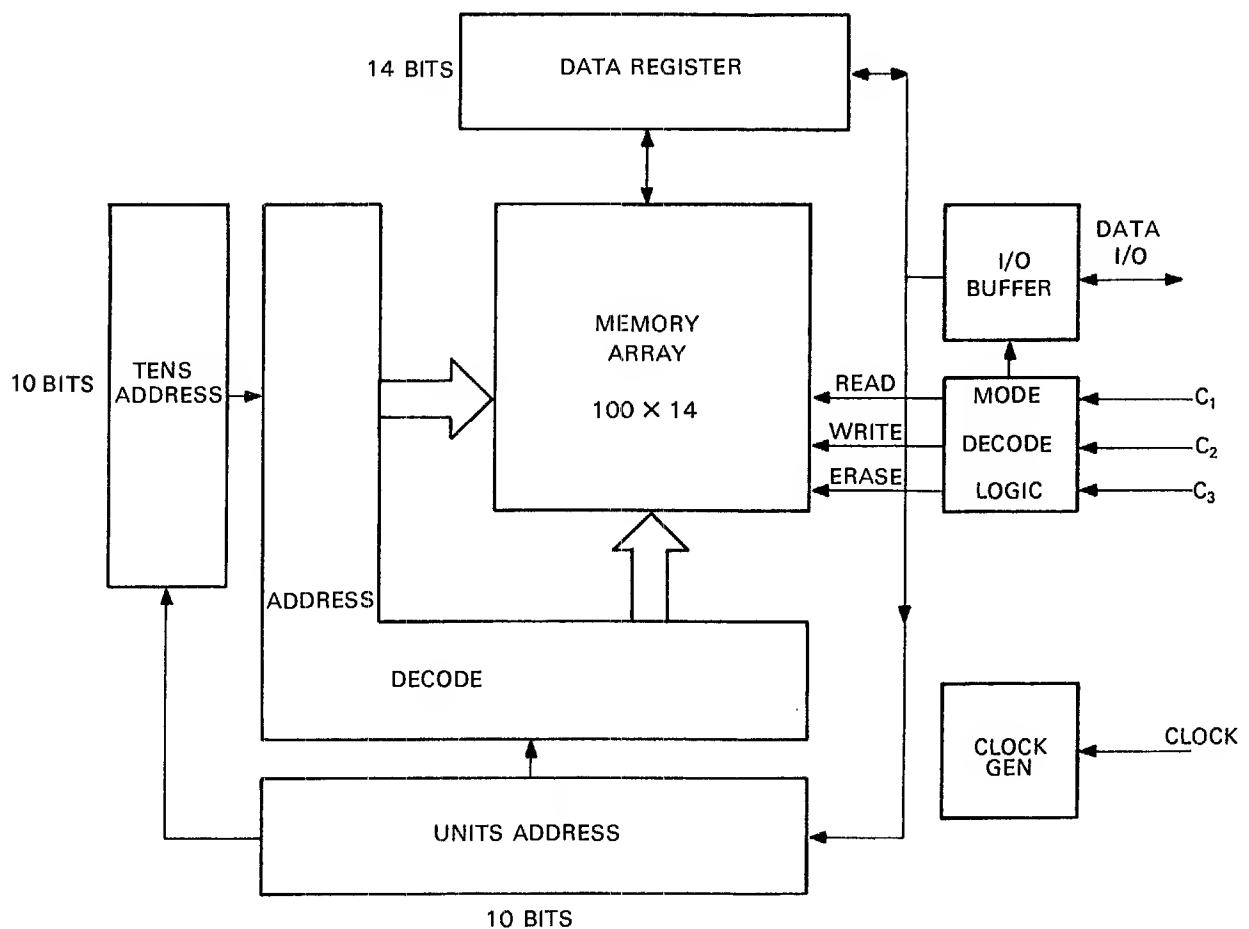 14 BITS
DATA REGISTER
DATA
I/O
I/O
BUFFER
MEMORY
ARRAY
100 × 14
10 BITS
TENS
ADDRESS
READ
WRITE
ERASE
MODE
DECODE
LOGIC
C₁
C₂
C₃
ADDRESS
DECODE
CLOCK
GEN
CLOCK
UNITS ADDRESS
10 BITS